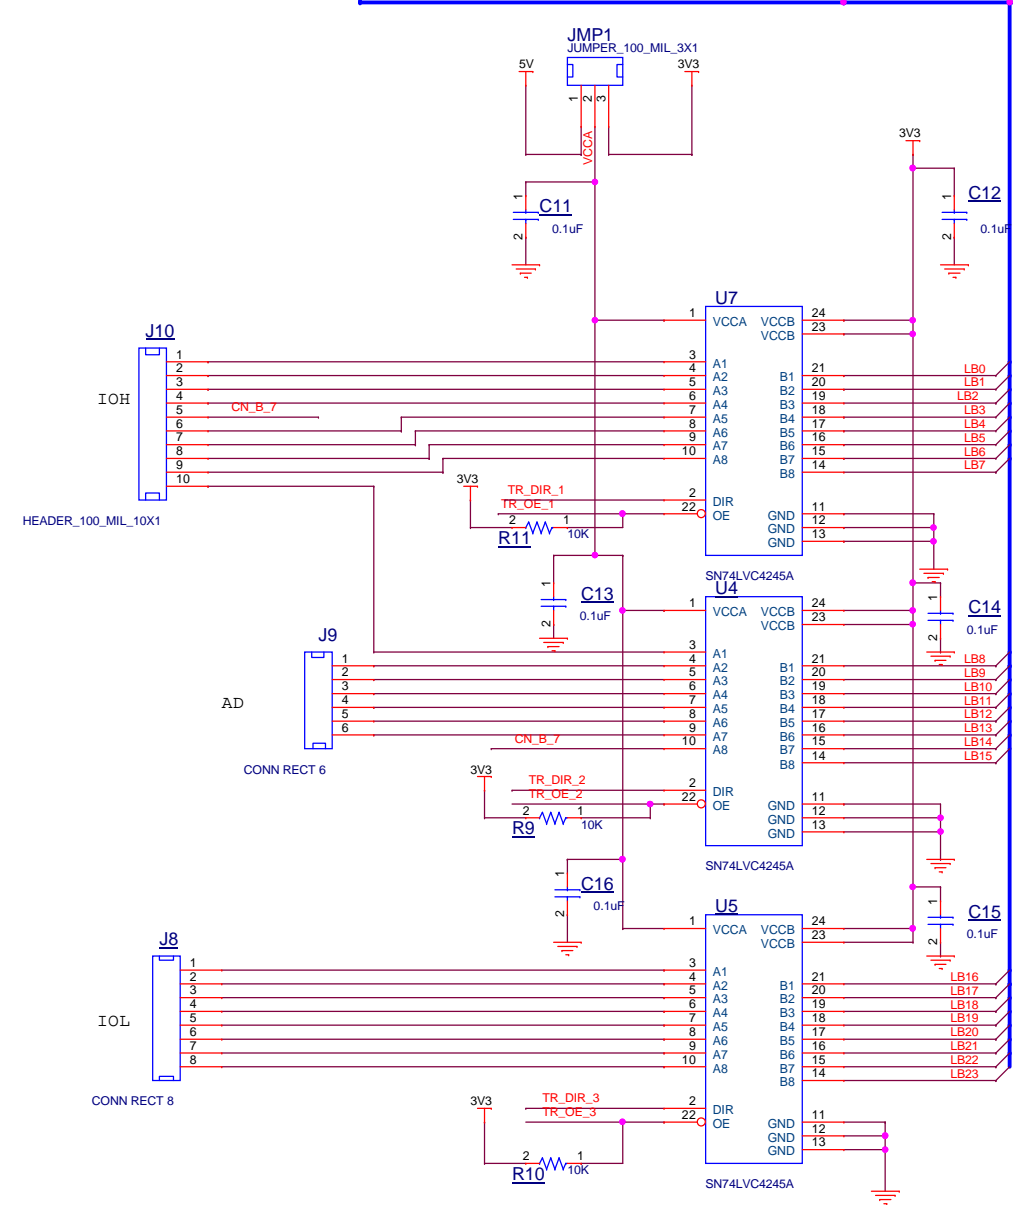 JMP1
JUMPER_100_MIL_3X1
5V
3V3
1
2
3
VCCA
3V3
1
C11
0.1uF
2
1
C12
0.1uF
2
U7
1 VCCA VCCB 24
VCCB 23
J10
IOH
1
2
3
4
5 CN_B_7
6
7
8
9
10
HEADER_100_MIL_10X1
3 A1
4 A2 B1 21 LB0
5 A3 B2 20 LB1
6 A4 B3 19 LB2
7 A5 B4 18 LB3
8 A6 B5 17 LB4
9 A7 B6 16 LB5
10 A8 B7 15 LB6
B8 14 LB7
3V3
TR_DIR_1 2 DIR
TR_OE_1 22 OE
GND 11
GND 12
GND 13
2 1
R11 10K
SN74LVC4245A
U4
1
C13
0.1uF
2
1
C14
0.1uF
2
1 VCCA VCCB 24
VCCB 23
J9
AD
1
2
3
4
5
6
CONN RECT 6
3 A1
4 A2 B1 21 LB8
5 A3 B2 20 LB9
6 A4 B3 19 LB10
7 A5 B4 18 LB11
8 A6 B5 17 LB12
9 A7 B6 16 LB13
CN_B_7 10 A8 B7 15 LB14
B8 14 LB15
3V3
TR_DIR_2 2 DIR
TR_OE_2 22 OE
GND 11
GND 12
GND 13
2 1
R9 10K
SN74LVC4245A
1
C16
0.1uF
2
U5
1
C15
0.1uF
2
1 VCCA VCCB 24
VCCB 23
J8
IOL
1
2
3
4
5
6
7
8
CONN RECT 8
3 A1
4 A2 B1 21 LB16
5 A3 B2 20 LB17
6 A4 B3 19 LB18
7 A5 B4 18 LB19
8 A6 B5 17 LB20
9 A7 B6 16 LB21
10 A8 B7 15 LB22
B8 14 LB23
3V3
TR_DIR_3 2 DIR
TR_OE_3 22 OE
GND 11
GND 12
GND 13
2 1
R10 10K
SN74LVC4245A